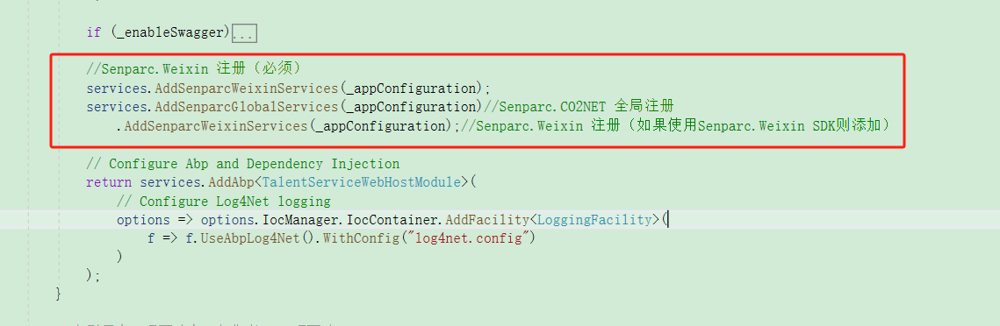 if (_enableSwagger)...
//Senparc.Weixin 注册（必须）
services.AddSenparcWeixinServices(_appConfiguration);
services.AddSenparcGlobalServices(_appConfiguration)//Senparc.CO2NET 全局注册
.AddSenparcWeixinServices(_appConfiguration);//Senparc.Weixin 注册（如果使用Senparc.Weixin SDK则添加）
// Configure Abp and Dependency Injection
return services.AddAbp<TalentServiceWebHostModule>(
// Configure Log4Net logging
options => options.IocManager.IocContainer.AddFacility<LoggingFacility>(
f => f.UseAbpLog4Net().WithConfig("log4net.config")
)
);
}